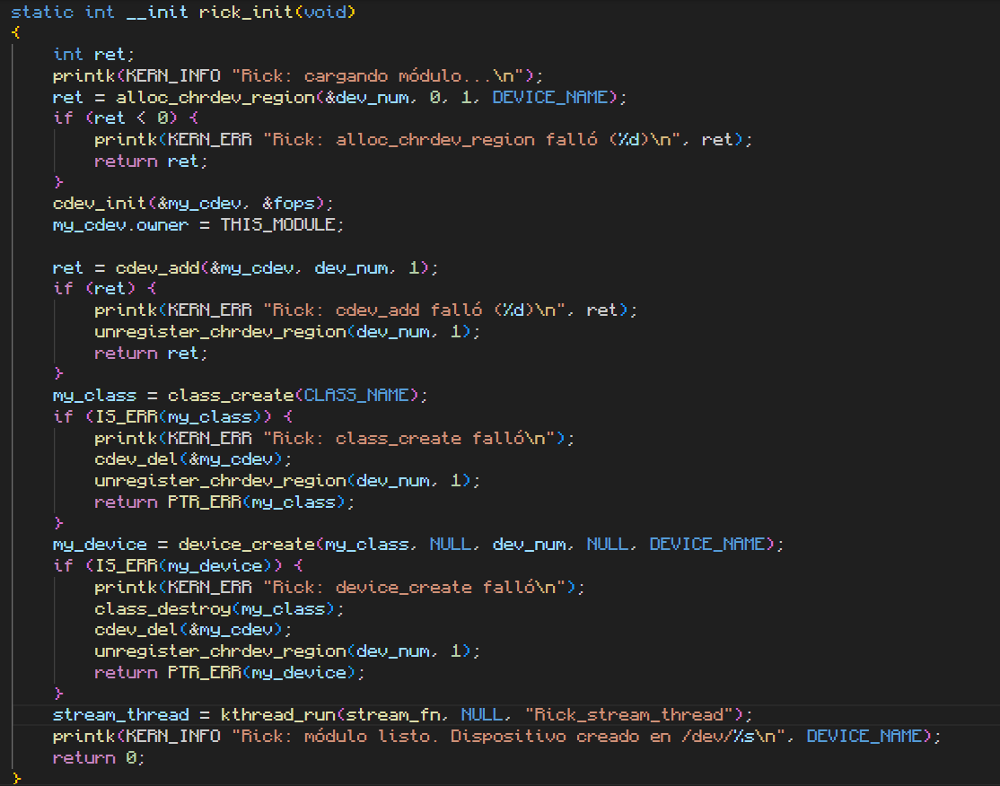 static int __init rick_init(void)
{
    int ret;
    printk(KERN_INFO "Rick: cargando módulo...\n");
    ret = alloc_chrdev_region(&dev_num, 0, 1, DEVICE_NAME);
    if (ret < 0) {
        printk(KERN_ERR "Rick: alloc_chrdev_region falló (%d)\n", ret);
        return ret;
    }
    cdev_init(&my_cdev, &fops);
    my_cdev.owner = THIS_MODULE;

    ret = cdev_add(&my_cdev, dev_num, 1);
    if (ret) {
        printk(KERN_ERR "Rick: cdev_add falló (%d)\n", ret);
        unregister_chrdev_region(dev_num, 1);
        return ret;
    }
    my_class = class_create(CLASS_NAME);
    if (IS_ERR(my_class)) {
        printk(KERN_ERR "Rick: class_create falló\n");
        cdev_del(&my_cdev);
        unregister_chrdev_region(dev_num, 1);
        return PTR_ERR(my_class);
    }
    my_device = device_create(my_class, NULL, dev_num, NULL, DEVICE_NAME);
    if (IS_ERR(my_device)) {
        printk(KERN_ERR "Rick: device_create falló\n");
        class_destroy(my_class);
        cdev_del(&my_cdev);
        unregister_chrdev_region(dev_num, 1);
        return PTR_ERR(my_device);
    }
    stream_thread = kthread_run(stream_fn, NULL, "Rick_stream_thread");
    printk(KERN_INFO "Rick: módulo listo. Dispositivo creado en /dev/%s\n", DEVICE_NAME);
    return 0;
}